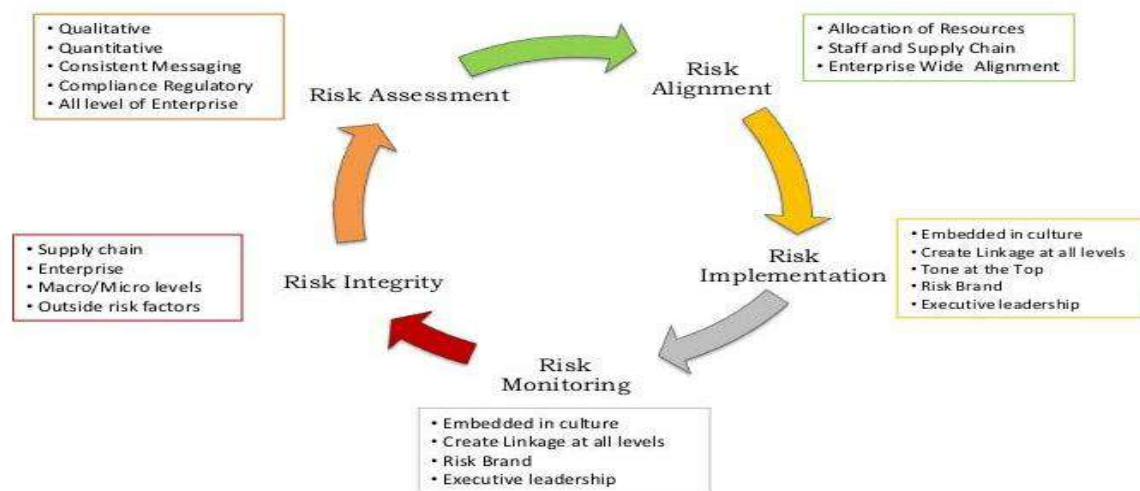 • Qualitative
• Quantitative
• Consistent Messaging
• Compliance Regulatory
• All level of Enterprise
Risk Assessment
Risk
Alignment
• Allocation of Resources
• Staff and Supply Chain
• Enterprise Wide Alignment
Risk
Implementation
• Embedded in culture
• Create Linkage at all levels
• Tone at the Top
• Risk Brand
• Executive leadership
Risk
Monitoring
• Embedded in culture
• Create Linkage at all levels
• Risk Brand
• Executive leadership
Risk Integrity
• Supply chain
• Enterprise
• Macro/Micro levels
• Outside risk factors